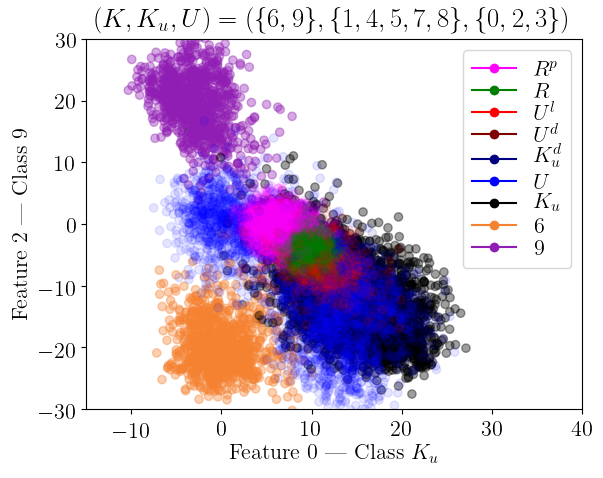 (K, K_u, U) = ({6, 9}, {1, 4, 5, 7, 8}, {0, 2, 3})
30
20
10
0
−10
−20
−30
Feature 2 — Class 9
R^p
R
U^l
U^d
K_u^d
U
K_u
6
9
−10 0 10 20 30 40
Feature 0 — Class K_u